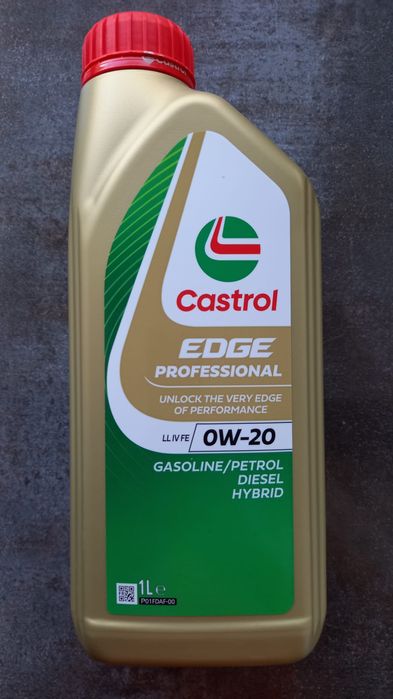 Castrol
Castrol
EDGE
PROFESSIONAL
UNLOCK THE VERY EDGE
OF PERFORMANCE
LL IV FE 0W-20
GASOLINE/PETROL
DIESEL
HYBRID
1L ℮
P01FDAF-00